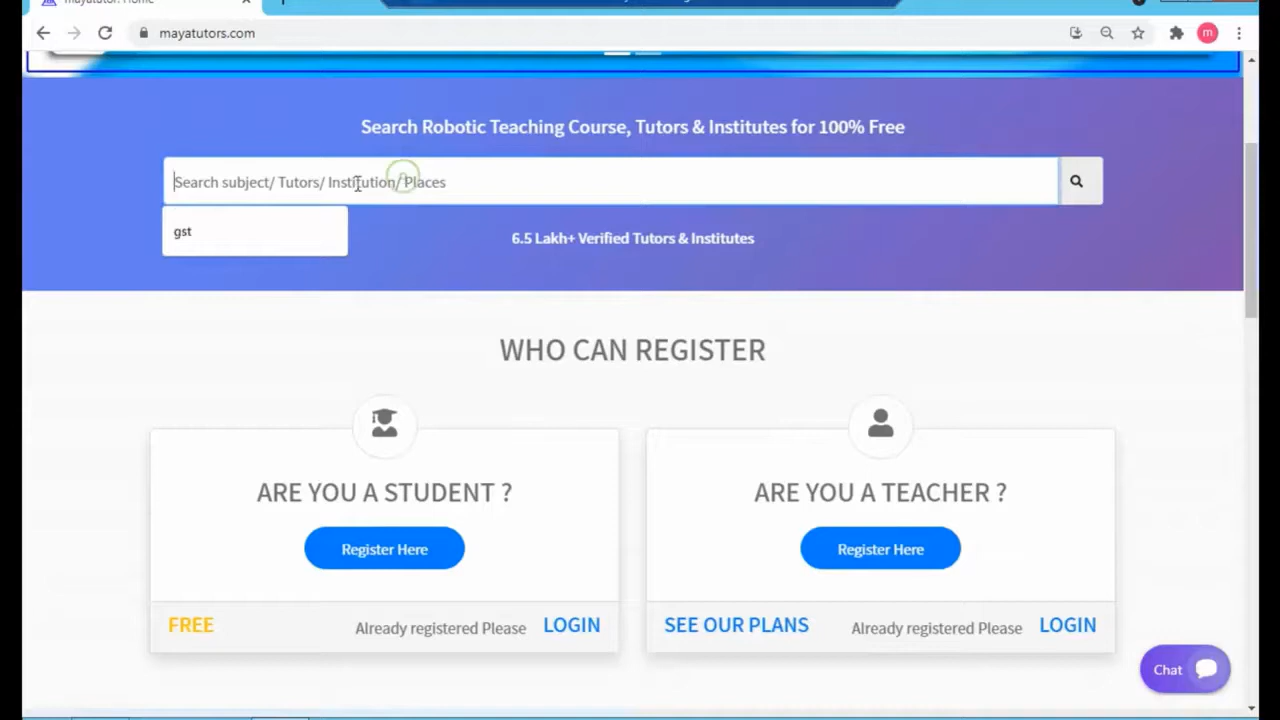 mayatutors.com
m
Search Robotic Teaching Course, Tutors & Institutes for 100% Free
Search subject/ Tutors/ Institution/ Places
gst
6.5 Lakh+ Verified Tutors & Institutes
WHO CAN REGISTER
ARE YOU A STUDENT ?
Register Here
FREE
Already registered Please
LOGIN
ARE YOU A TEACHER ?
Register Here
SEE OUR PLANS
Already registered Please
LOGIN
Chat